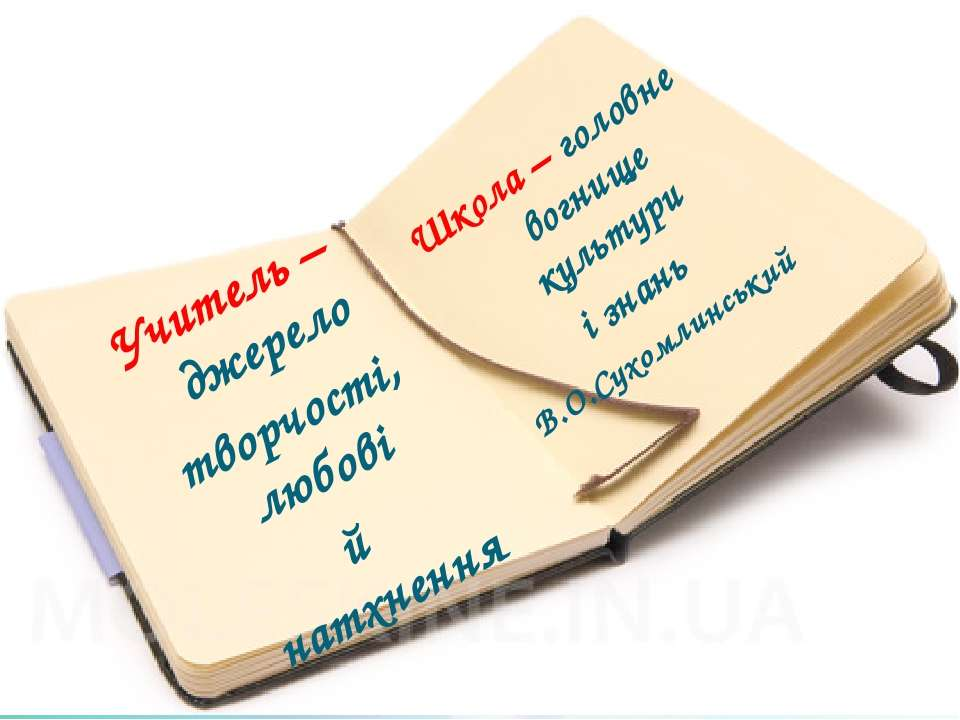 Учитель –
джерело
творчості,
любові
й
натхнення
Школа – головне
вогнище
культури
і знань
В.О.Сухомлинський